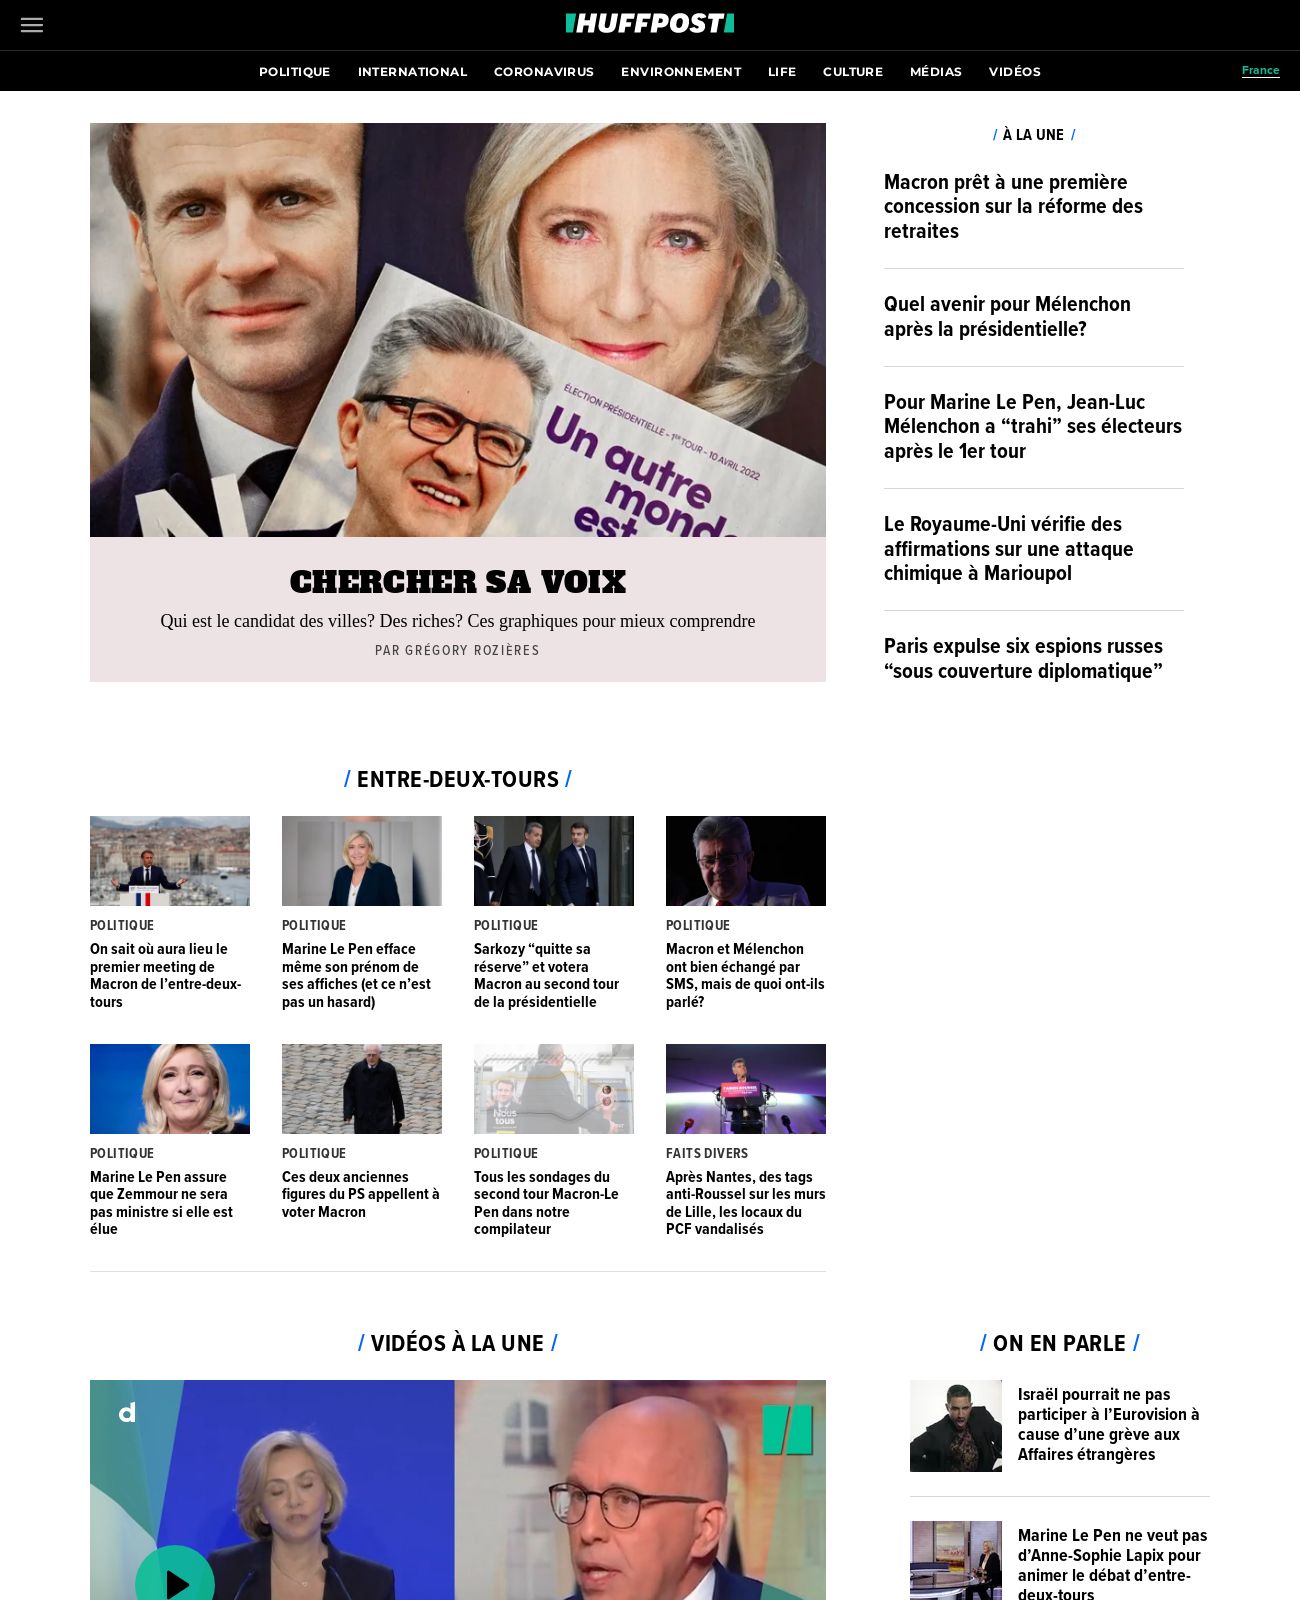 HUFFPOST
POLITIQUE INTERNATIONAL CORONAVIRUS ENVIRONNEMENT LIFE CULTURE MÉDIAS VIDÉOS
France
ÉLECTION PRÉSIDENTIELLE - 1ER TOUR - 10 AVRIL 2022
Un autre
monde
est
N
CHERCHER SA VOIX
Qui est le candidat des villes? Des riches? Ces graphiques pour mieux comprendre
PAR GRÉGORY ROZIÈRES
/ À LA UNE /
Macron prêt à une première
concession sur la réforme des
retraites
Quel avenir pour Mélenchon
après la présidentielle?
Pour Marine Le Pen, Jean-Luc
Mélenchon a “trahi” ses électeurs
après le 1er tour
Le Royaume-Uni vérifie des
affirmations sur une attaque
chimique à Marioupol
Paris expulse six espions russes
“sous couverture diplomatique”
/ ENTRE-DEUX-TOURS /
POLITIQUE
On sait où aura lieu le
premier meeting de
Macron de l’entre-deux-
tours
POLITIQUE
Marine Le Pen efface
même son prénom de
ses affiches (et ce n’est
pas un hasard)
POLITIQUE
Sarkozy “quitte sa
réserve” et votera
Macron au second tour
de la présidentielle
POLITIQUE
Macron et Mélenchon
ont bien échangé par
SMS, mais de quoi ont-ils
parlé?
POLITIQUE
Marine Le Pen assure
que Zemmour ne sera
pas ministre si elle est
élue
POLITIQUE
Ces deux anciennes
figures du PS appellent à
voter Macron
Nous
tous
POLITIQUE
Tous les sondages du
second tour Macron-Le
Pen dans notre
compilateur
FAITS DIVERS
Après Nantes, des tags
anti-Roussel sur les murs
de Lille, les locaux du
PCF vandalisés
/ VIDÉOS À LA UNE /
d
/ ON EN PARLE /
Israël pourrait ne pas
participer à l’Eurovision à
cause d’une grève aux
Affaires étrangères
Marine Le Pen ne veut pas
d’Anne-Sophie Lapix pour
animer le débat d’entre-
deux-tours